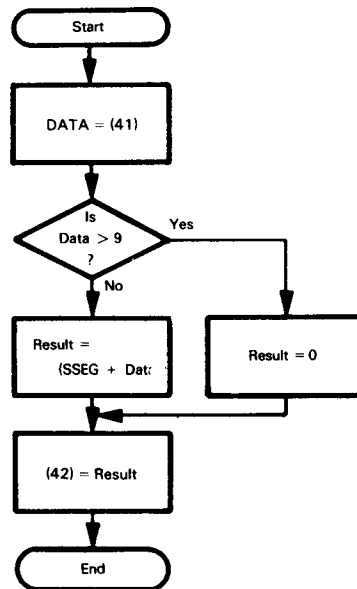 Start
DATA = (41)
Is
Data > 9
?
Yes
No
Result =
(SSEG + Dat
Result = 0
(42) = Result
End